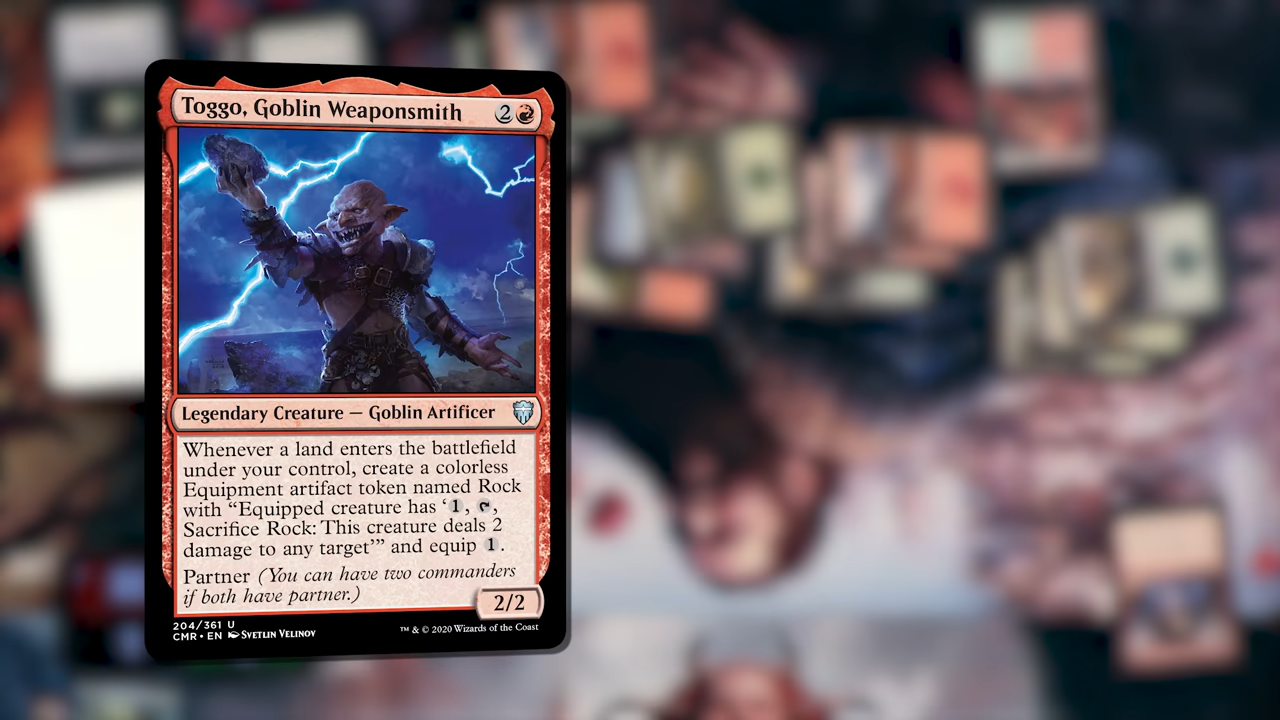 Toggo, Goblin Weaponsmith 2
Legendary Creature — Goblin Artificer
Whenever a land enters the battlefield
under your control, create a colorless
Equipment artifact token named Rock
with “Equipped creature has ‘1, ,
Sacrifice Rock: This creature deals 2
damage to any target’” and equip 1.
Partner (You can have two commanders
if both have partner.)
2/2
204/361 U
CMR • EN Svetlin Velinov
™ & © 2020 Wizards of the Coast